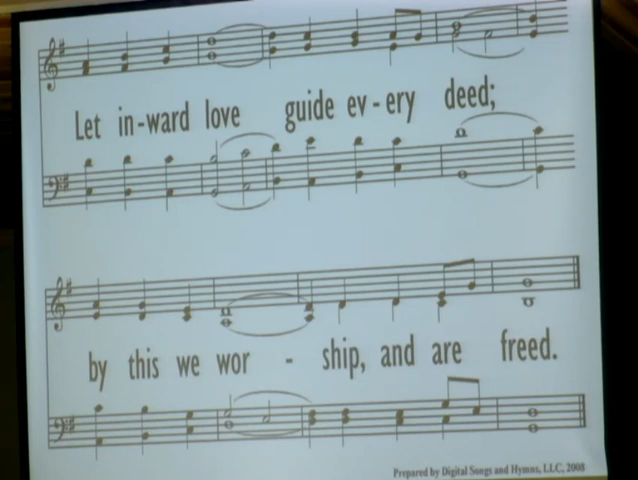 Let in-ward love guide ev-ery deed;
by this we wor - ship, and are freed.
Prepared by Digital Songs and Hymns, LLC, 2008